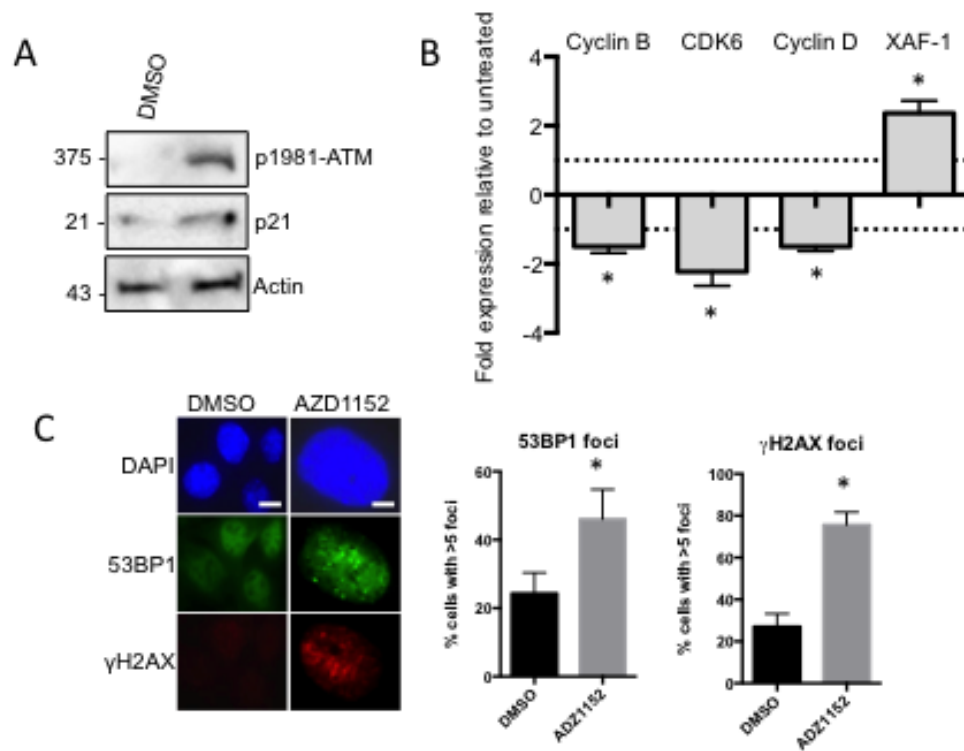 A
DMSO
375 - p1981-ATM
21 - p21
43 - Actin
B
Cyclin B CDK6 Cyclin D XAF-1
Fold expression relative to untreated
4
2
0
-2
-4
* * * *
C
DMSO AZD1152
DAPI
53BP1
γH2AX
53BP1 foci
% cells with >5 foci
60
40
20
0
*
DMSO ADZ1152
γH2AX foci
% cells with >5 foci
100
80
60
40
20
0
*
DMSO ADZ1152